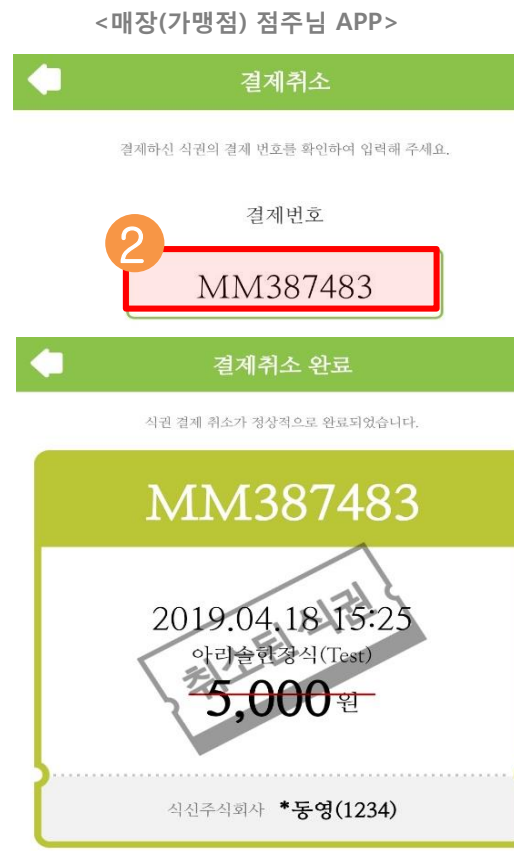 <매장(가맹점) 점주님 APP>
결제취소
결제하신 식권의 결제 번호를 확인하여 입력해 주세요.
결제번호
2
MM387483
결제취소 완료
식권 결제 취소가 정상적으로 완료되었습니다.
MM387483
취소된 식권
2019.04.18 15:25
아리솔한정식(Test)
5,000원
식신주식회사 *동영(1234)